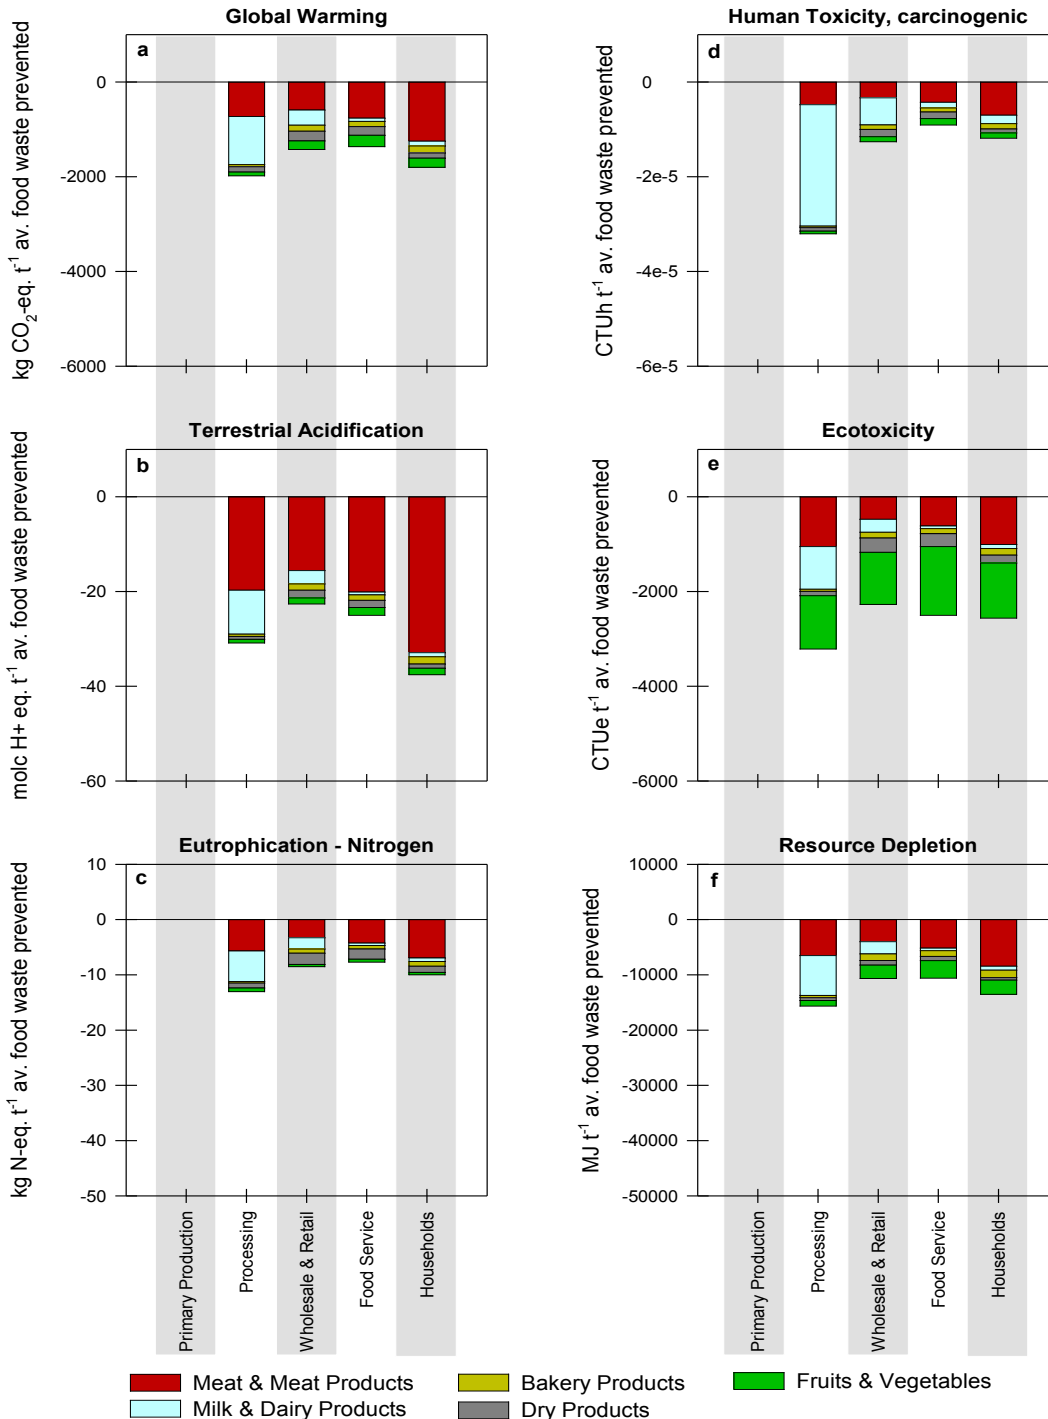 Global Warming
a
kg CO₂-eq. t⁻¹ av. food waste prevented
0
-2000
-4000
-6000
Human Toxicity, carcinogenic
d
CTUh t⁻¹ av. food waste prevented
0
-2e-5
-4e-5
-6e-5
Terrestrial Acidification
b
molc H+ eq. t⁻¹ av. food waste prevented
0
-20
-40
-60
Ecotoxicity
e
CTUe t⁻¹ av. food waste prevented
0
-2000
-4000
-6000
Eutrophication - Nitrogen
c
kg N-eq. t⁻¹ av. food waste prevented
10
0
-10
-20
-30
-40
-50
Resource Depletion
f
MJ t⁻¹ av. food waste prevented
10000
0
-10000
-20000
-30000
-40000
-50000
Primary Production
Processing
Wholesale & Retail
Food Service
Households
Primary Production
Processing
Wholesale & Retail
Food Service
Households
Meat & Meat Products
Bakery Products
Fruits & Vegetables
Milk & Dairy Products
Dry Products